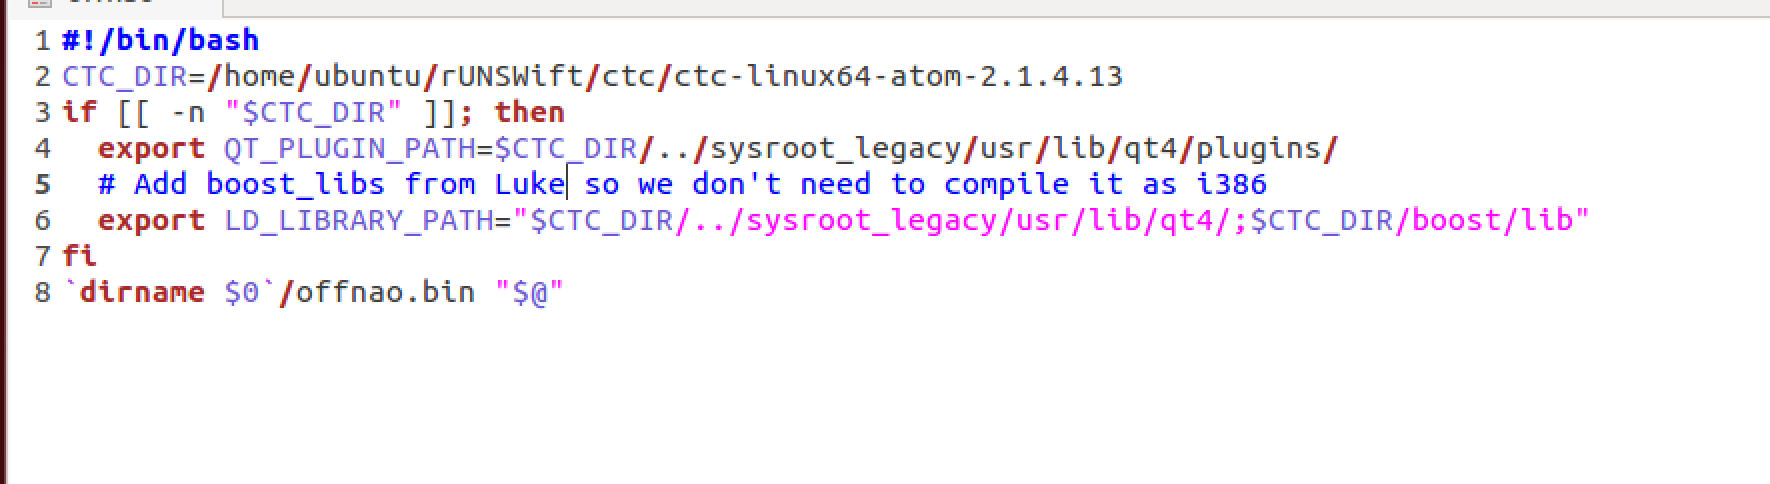 1 #!/bin/bash
2 CTC_DIR=/home/ubuntu/rUNSWift/ctc/ctc-linux64-atom-2.1.4.13
3 if [[ -n "$CTC_DIR" ]]; then
4   export QT_PLUGIN_PATH=$CTC_DIR/../sysroot_legacy/usr/lib/qt4/plugins/
5   # Add boost_libs from Luke so we don't need to compile it as i386
6   export LD_LIBRARY_PATH="$CTC_DIR/../sysroot_legacy/usr/lib/qt4/;$CTC_DIR/boost/lib"
7 fi
8 `dirname $0`/offnao.bin "$@"